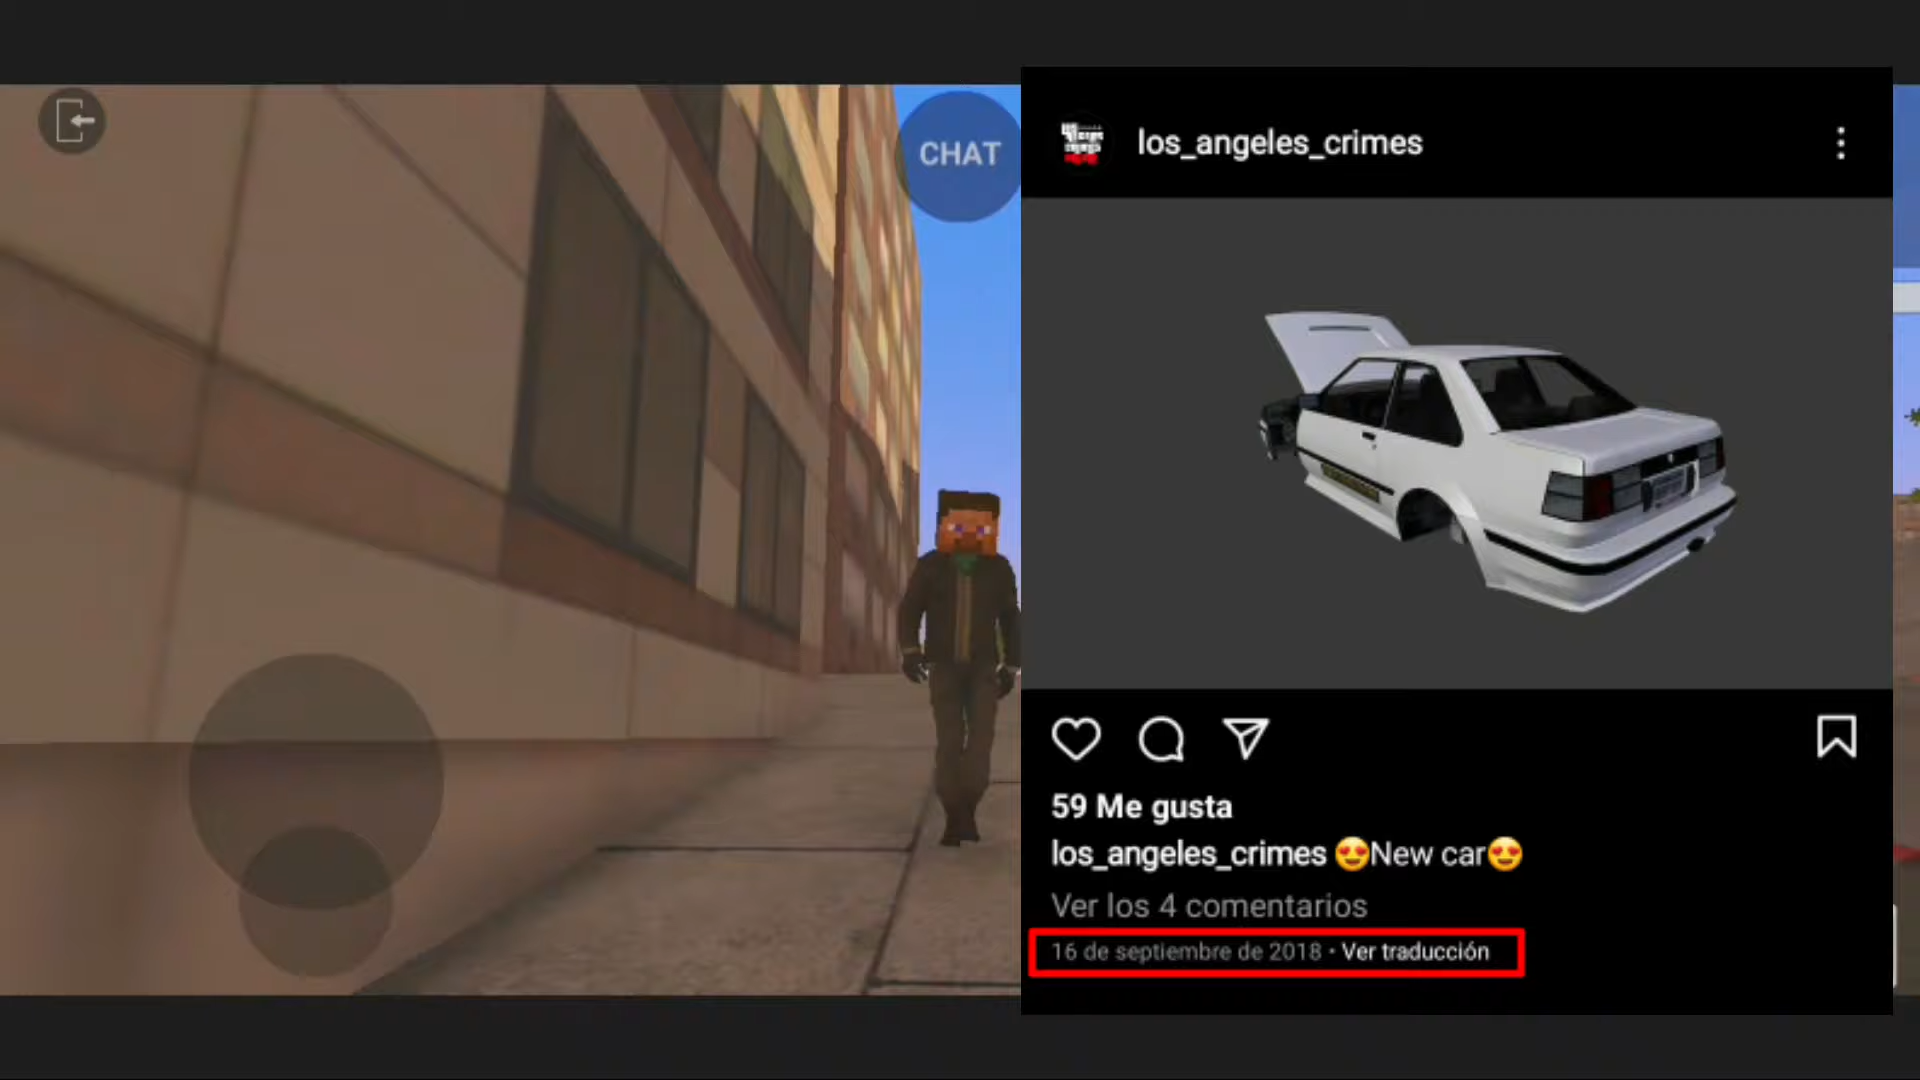 CHAT
los_angeles_crimes
59 Me gusta
los_angeles_crimes 😍New car😍
Ver los 4 comentarios
16 de septiembre de 2018 • Ver traducción